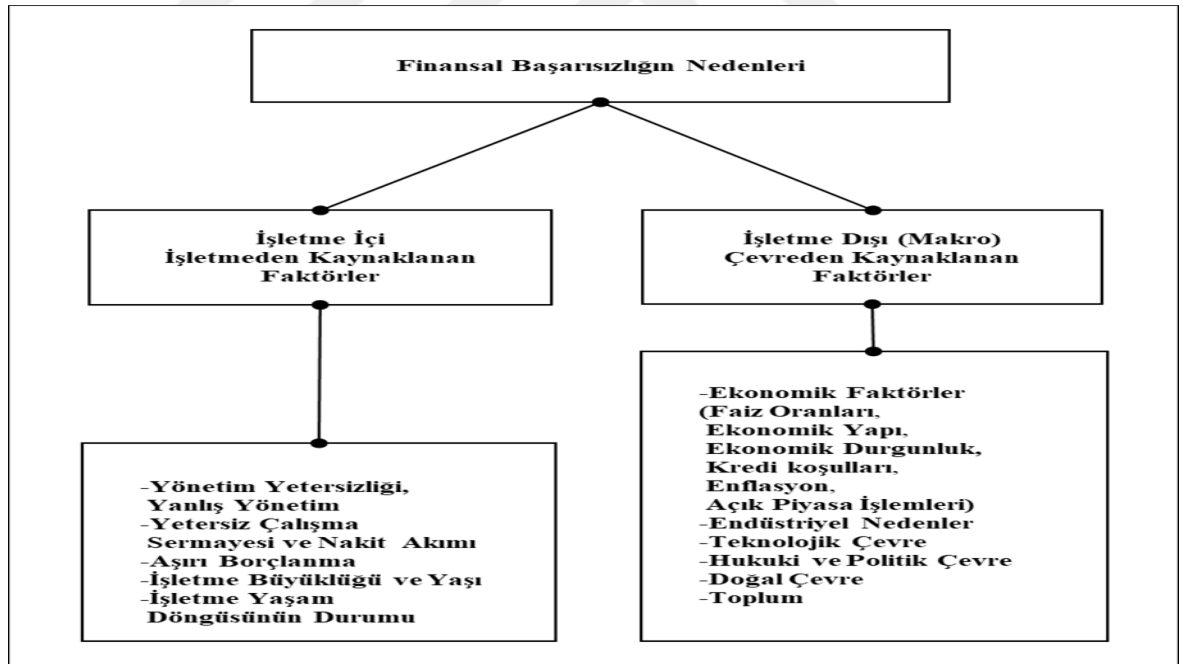 Finansal Başarısızlığın Nedenleri
İşletme İçi
İşletmeden Kaynaklanan
Faktörler
İşletme Dışı (Makro)
Çevreden Kaynaklanan
Faktörler
-Yönetim Yetersizliği,
Yanlış Yönetim
-Yetersiz Çalışma
Sermayesi ve Nakit Akımı
-Aşırı Borçlanma
-İşletme Büyüklüğü ve Yaşı
-İşletme Yaşam
Döngüsünün Durumu
-Ekonomik Faktörler
(Faiz Oranları,
Ekonomik Yapı,
Ekonomik Durgunluk,
Kredi koşulları,
Enflasyon,
Açık Piyasa İşlemleri)
-Endüstriyel Nedenler
-Teknolojik Çevre
-Hukuki ve Politik Çevre
-Doğal Çevre
-Toplum